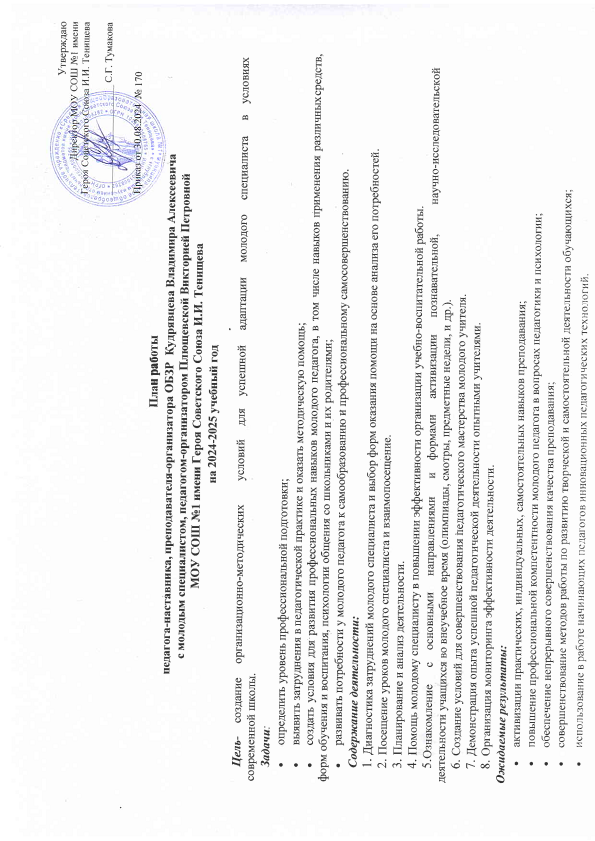 Утверждаю
Директор МОУ СОШ №1 имени
Героя Советского Союза И.И. Тенищева
С.Г. Тумакова
Приказ от 30.08.2024 № 170
План работы
педагога-наставника, преподавателя-организатора ОБЗР Кудрявцева Владимира Алексеевича
с молодым специалистом, педагогом-организатором Плющевской Викторией Петровной
МОУ СОШ №1 имени Героя Советского Союза И.И. Тенищева
на 2024-2025 учебный год
Цель- создание организационно-методических условий для успешной адаптации молодого специалиста в условиях
современной школы.
Задачи:
• определить уровень профессиональной подготовки;
• выявить затруднения в педагогической практике и оказать методическую помощь;
• создать условия для развития профессиональных навыков молодого педагога, в том числе навыков применения различных средств,
форм обучения и воспитания, психологии общения со школьниками и их родителями;
• развивать потребности у молодого педагога к самообразованию и профессиональному самосовершенствованию.
Содержание деятельности:
1. Диагностика затруднений молодого специалиста и выбор форм оказания помощи на основе анализа его потребностей.
2. Посещение уроков молодого специалиста и взаимопосещение.
3. Планирование и анализ деятельности.
4. Помощь молодому специалисту в повышении эффективности организации учебно-воспитательной работы.
5.Ознакомление с основными направлениями и формами активизации познавательной, научно-исследовательской
деятельности учащихся во внеучебное время (олимпиады, смотры, предметные недели, и др.).
6. Создание условий для совершенствования педагогического мастерства молодого учителя.
7. Демонстрация опыта успешной педагогической деятельности опытными учителями.
8. Организация мониторинга эффективности деятельности.
Ожидаемые результаты:
• активизации практических, индивидуальных, самостоятельных навыков преподавания;
• повышение профессиональной компетентности молодого педагога в вопросах педагогики и психологии;
• обеспечение непрерывного совершенствования качества преподавания;
• совершенствование методов работы по развитию творческой и самостоятельной деятельности обучающихся;
• использование в работе начинающих педагогов инновационных педагогических технологий.